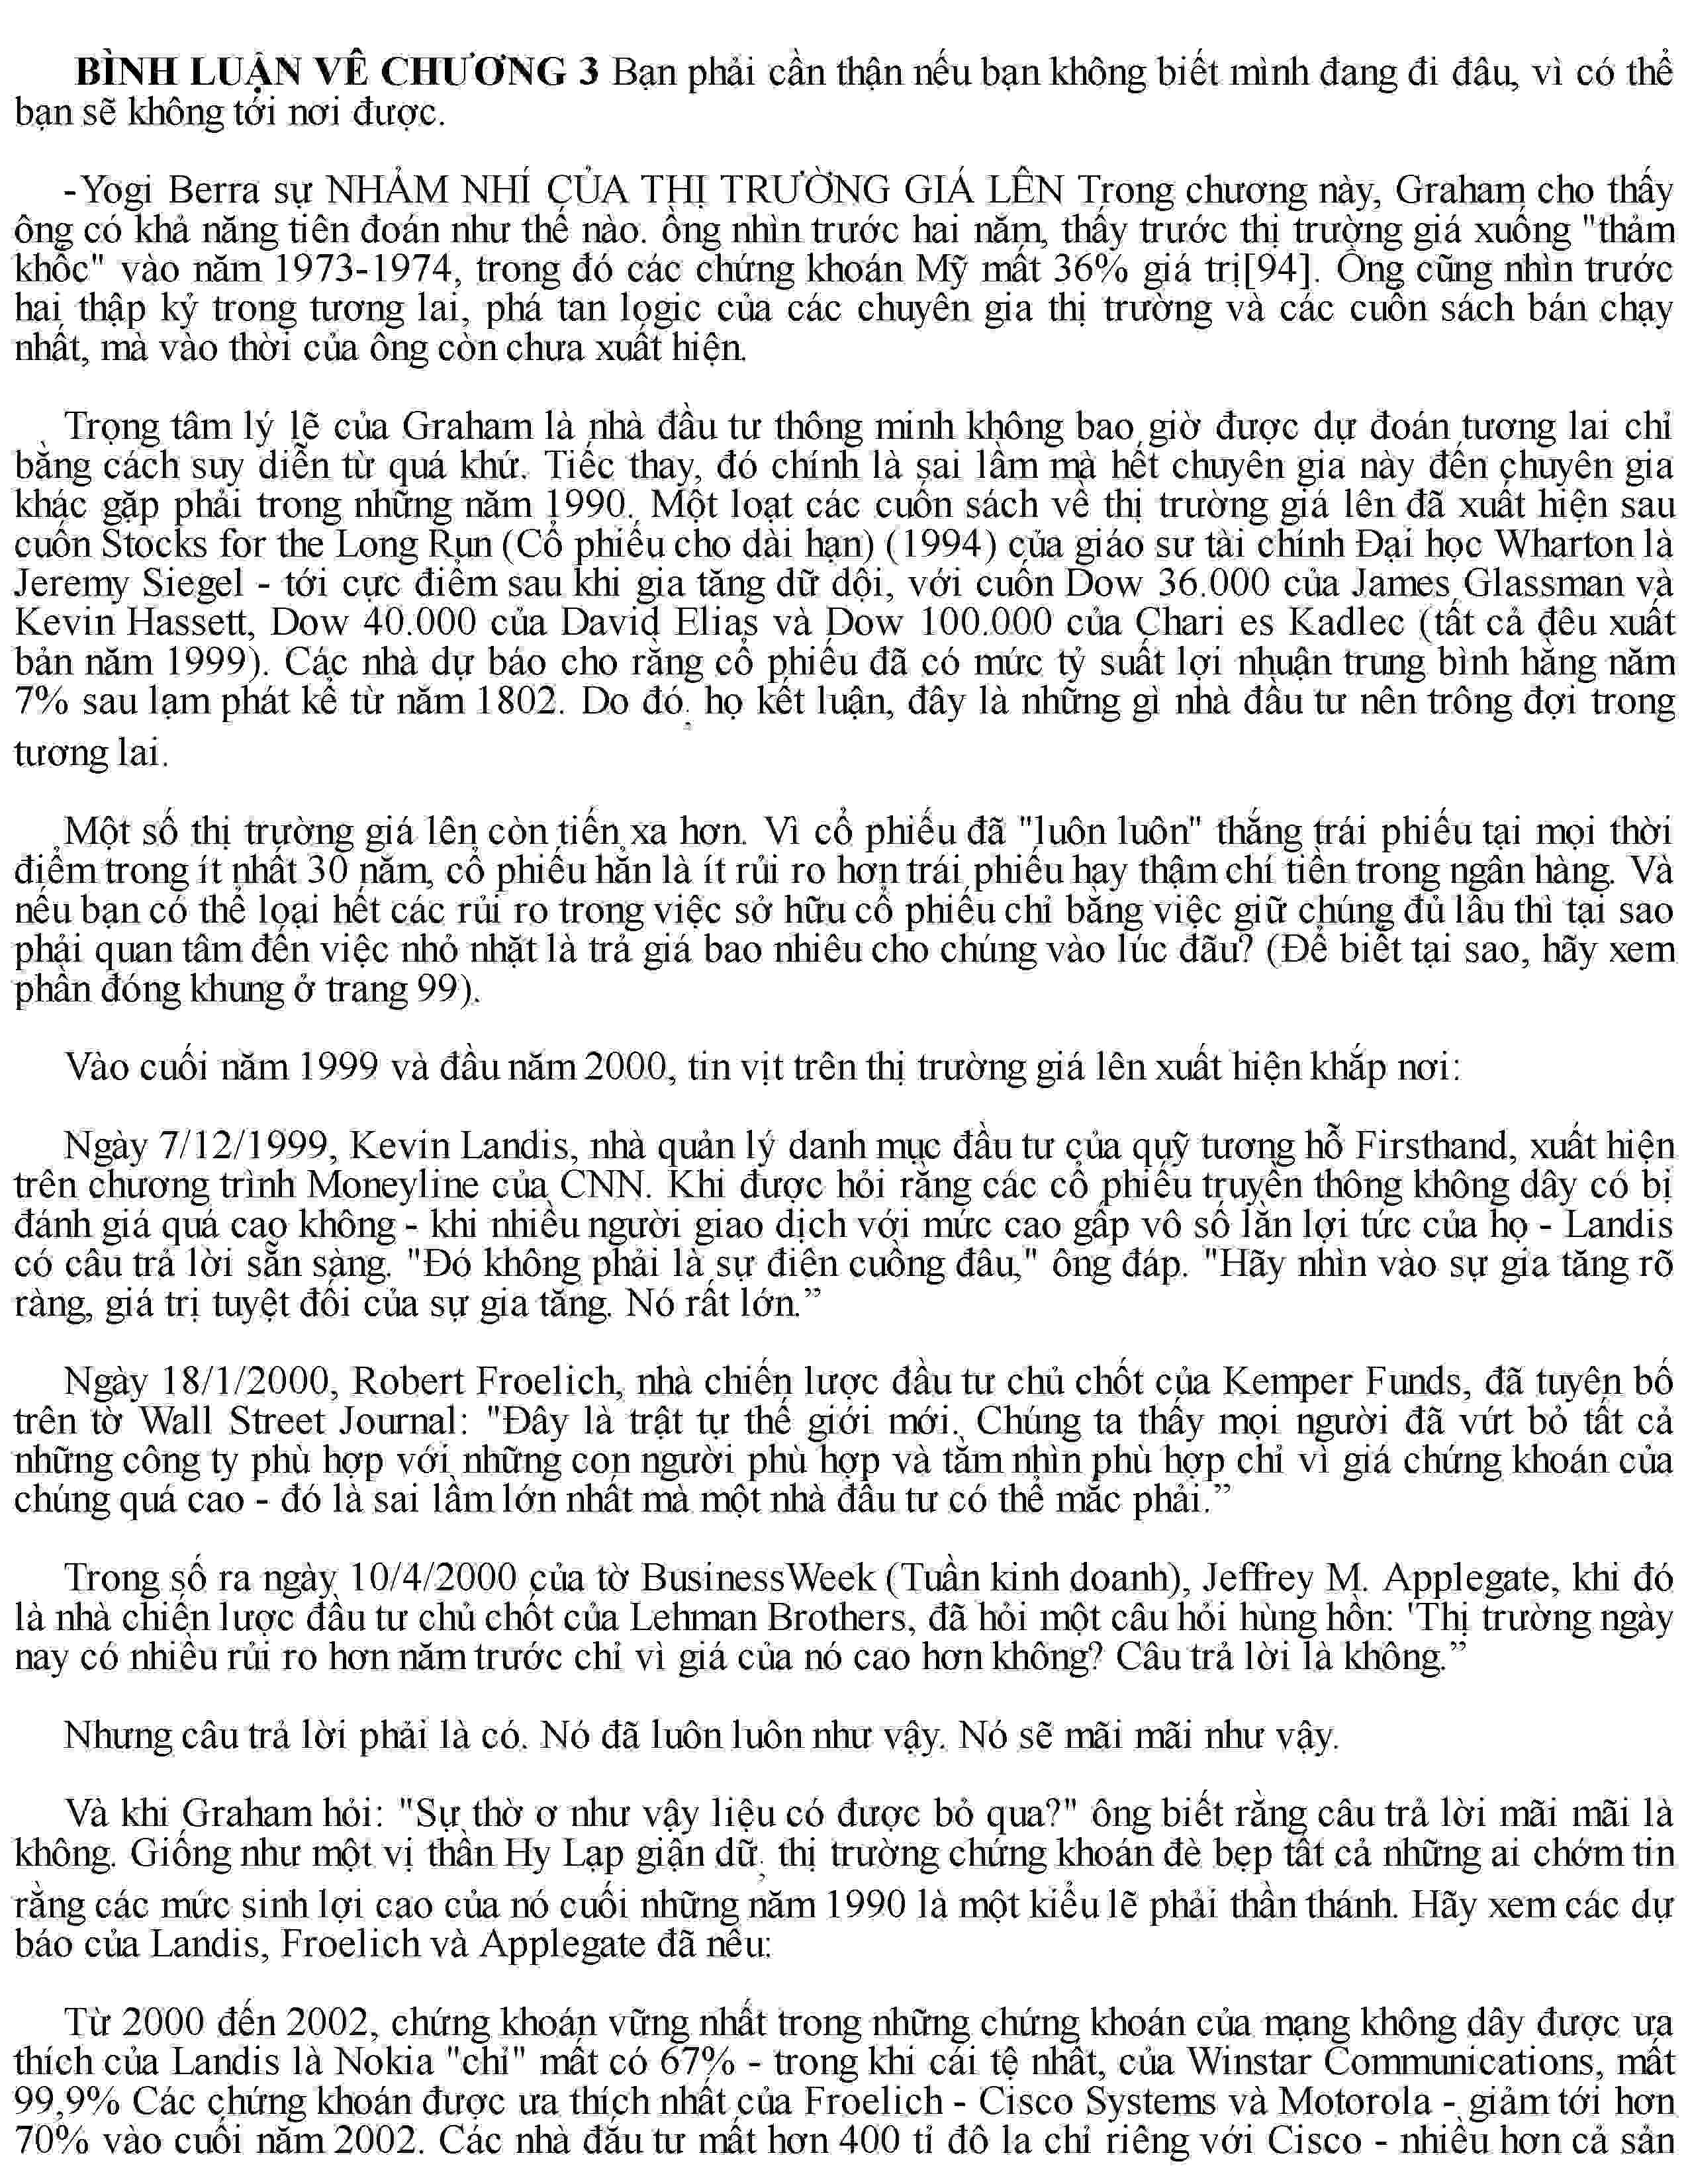 BÌNH LUẬN VỀ CHƯƠNG 3 Bạn phải cẩn thận nếu bạn không biết mình đang đi đâu, vì có thể
bạn sẽ không tới nơi được.
-Yogi Berra sự NHẢM NHÍ CỦA THỊ TRƯỜNG GIÁ LÊN Trong chương này, Graham cho thấy
ông có khả năng tiên đoán như thế nào. ồng nhìn trước hai năm, thấy trước thị trường giá xuống "thảm
khốc" vào năm 1973-1974, trong đó các chứng khoán Mỹ mất 36% giá trị[94]. Ông cũng nhìn trước
hai thập kỷ trong tương lai, phá tan logic của các chuyên gia thị trường và các cuốn sách bán chạy
nhất, mà vào thời của ông còn chưa xuất hiện.
Trọng tâm lý lẽ của Graham là nhà đầu tư thông minh không bao giờ được dự đoán tương lai chỉ
bằng cách suy diễn từ quá khứ. Tiếc thay, đó chính là sai lầm mà hết chuyên gia này đến chuyên gia
khác gặp phải trong những năm 1990. Một loạt các cuốn sách về thị trường giá lên đã xuất hiện sau
cuốn Stocks for the Long Run (Cổ phiếu cho dài hạn) (1994) của giáo sư tài chính Đại học Wharton là
Jeremy Siegel - tới cực điểm sau khi gia tăng dữ dội, với cuốn Dow 36.000 của James Glassman và
Kevin Hassett, Dow 40.000 của David Elias và Dow 100.000 của Chari es Kadlec (tất cả đều xuất
bản năm 1999). Các nhà dự báo cho rằng cổ phiếu đã có mức tỷ suất lợi nhuận trung bình hằng năm
7% sau lạm phát kể từ năm 1802. Do đó. họ kết luận, đây là những gì nhà đầu tư nên trông đợi trong
tương lai.
Một số thị trường giá lên còn tiến xa hơn. Vì cổ phiếu đã "luôn luôn" thắng trái phiếu tại mọi thời
điểm trong ít nhất 30 năm, cổ phiếu hẳn là ít rủi ro hơn trái phiếu hay thậm chí tiền trong ngân hàng. Và
nếu bạn có thể loại hết các rủi ro trong việc sở hữu cổ phiếu chỉ bằng việc giữ chúng đủ lâu thì tại sao
phải quan tâm đến việc nhỏ nhặt là trả giá bao nhiêu cho chúng vào lúc đầu? (Để biết tại sao, hãy xem
phần đóng khung ở trang 99).
Vào cuối năm 1999 và đầu năm 2000, tin vịt trên thị trường giá lên xuất hiện khắp nơi:
Ngày 7/12/1999, Kevin Landis, nhà quản lý danh mục đầu tư của quỹ tương hỗ Firsthand, xuất hiện
trên chương trình Moneyline của CNN. Khi được hỏi rằng các cổ phiếu truyền thông không dây có bị
đánh giá quá cao không - khi nhiều người giao dịch với mức cao gấp vô số lần lợi tức của họ - Landis
có câu trả lời sẵn sàng. "Đó không phải là sự điên cuồng đâu," ông đáp. "Hãy nhìn vào sự gia tăng rõ
ràng, giá trị tuyệt đối của sự gia tăng. Nó rất lớn.”
Ngày 18/1/2000, Robert Froelich, nhà chiến lược đầu tư chủ chốt của Kemper Funds, đã tuyên bố
trên tờ Wall Street Journal: "Đây là trật tự thế giới mới. Chúng ta thấy mọi người đã vứt bỏ tất cả
những công ty phù hợp với những con người phù hợp và tầm nhìn phù hợp chỉ vì giá chứng khoán của
chúng quá cao - đó là sai lầm lớn nhất mà một nhà đầu tư có thể mắc phải.”
Trong số ra ngày 10/4/2000 của tờ BusinessWeek (Tuần kinh doanh), Jeffrey M. Applegate, khi đó
là nhà chiến lược đầu tư chủ chốt của Lehman Brothers, đã hỏi một câu hỏi hùng hồn: 'Thị trường ngày
nay có nhiều rủi ro hơn năm trước chỉ vì giá của nó cao hơn không? Câu trả lời là không.”
Nhưng câu trả lời phải là có. Nó đã luôn luôn như vậy. Nó sẽ mãi mãi như vậy.
Và khi Graham hỏi: "Sự thờ ơ như vậy liệu có được bỏ qua?" ông biết rằng câu trả lời mãi mãi là
không. Giống như một vị thần Hy Lạp giận dữ, thị trường chứng khoán đè bẹp tất cả những ai chớm tin
rằng các mức sinh lợi cao của nó cuối những năm 1990 là một kiểu lẽ phải thần thánh. Hãy xem các dự
báo của Landis, Froelich và Applegate đã nêu:
Từ 2000 đến 2002, chứng khoán vững nhất trong những chứng khoán của mạng không dây được ưa
thích của Landis là Nokia "chỉ" mất có 67% - trong khi cái tệ nhất, của Winstar Communications, mất
99,9% Các chứng khoán được ưa thích nhất của Froelich - Cisco Systems và Motorola - giảm tới hơn
70% vào cuối năm 2002. Các nhà đầu tư mất hơn 400 tỉ đô la chỉ riêng với Cisco - nhiều hơn cả sản